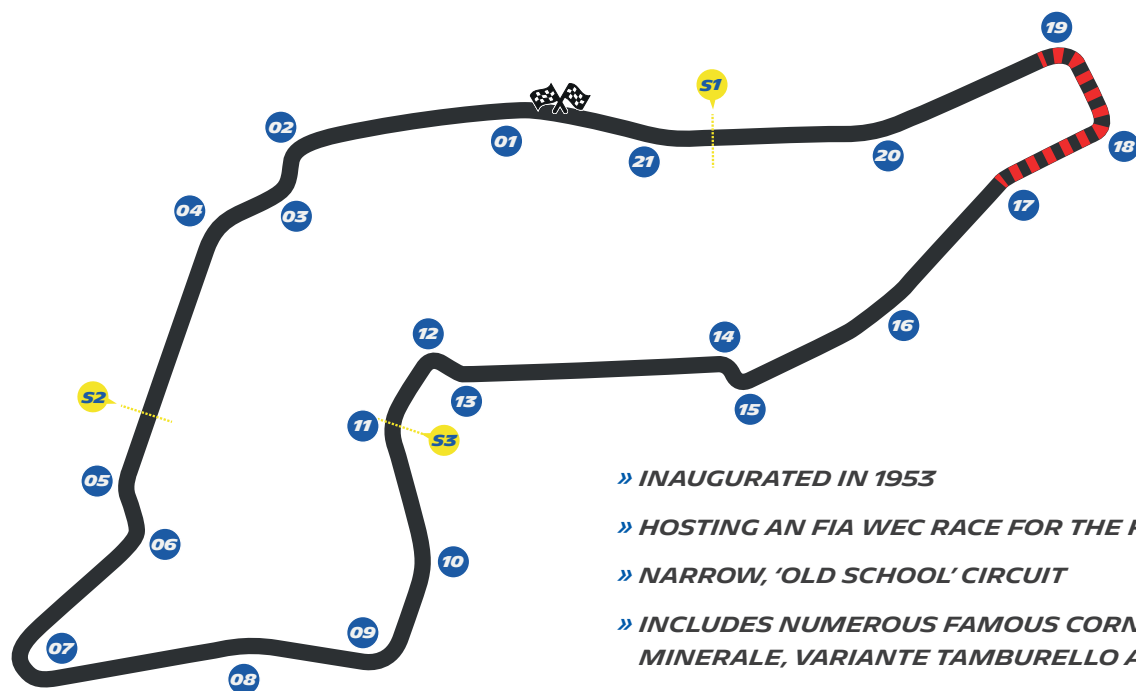 19
S1
02
01
21
20
18
04
03
17
12
14
16
S2
13
15
11
S3
05
» INAUGURATED IN 1953
06
10
» HOSTING AN FIA WEC RACE FOR THE
» NARROW, ‘OLD SCHOOL’ CIRCUIT
09
07
» INCLUDES NUMEROUS FAMOUS
08
MINERALE, VARIANTE TAMBURELLO